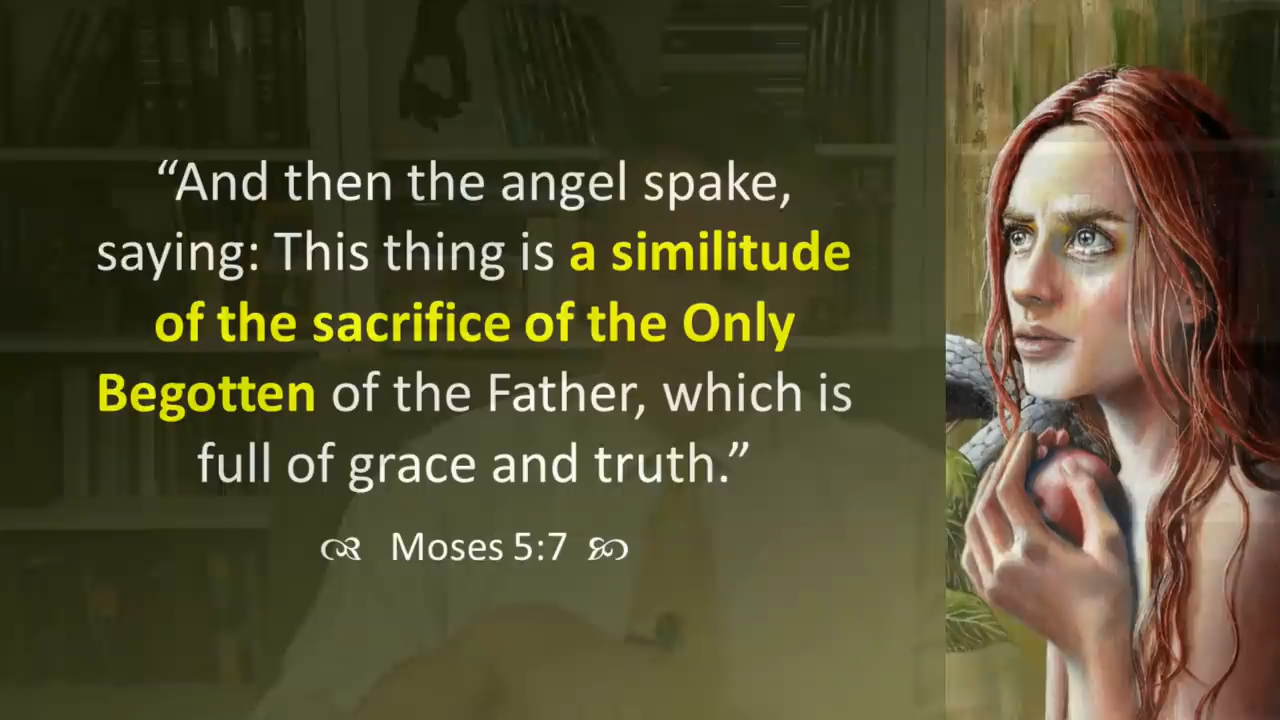 “And then the angel spake,
saying: This thing is a similitude
of the sacrifice of the Only
Begotten of the Father, which is
full of grace and truth.”
Moses 5:7